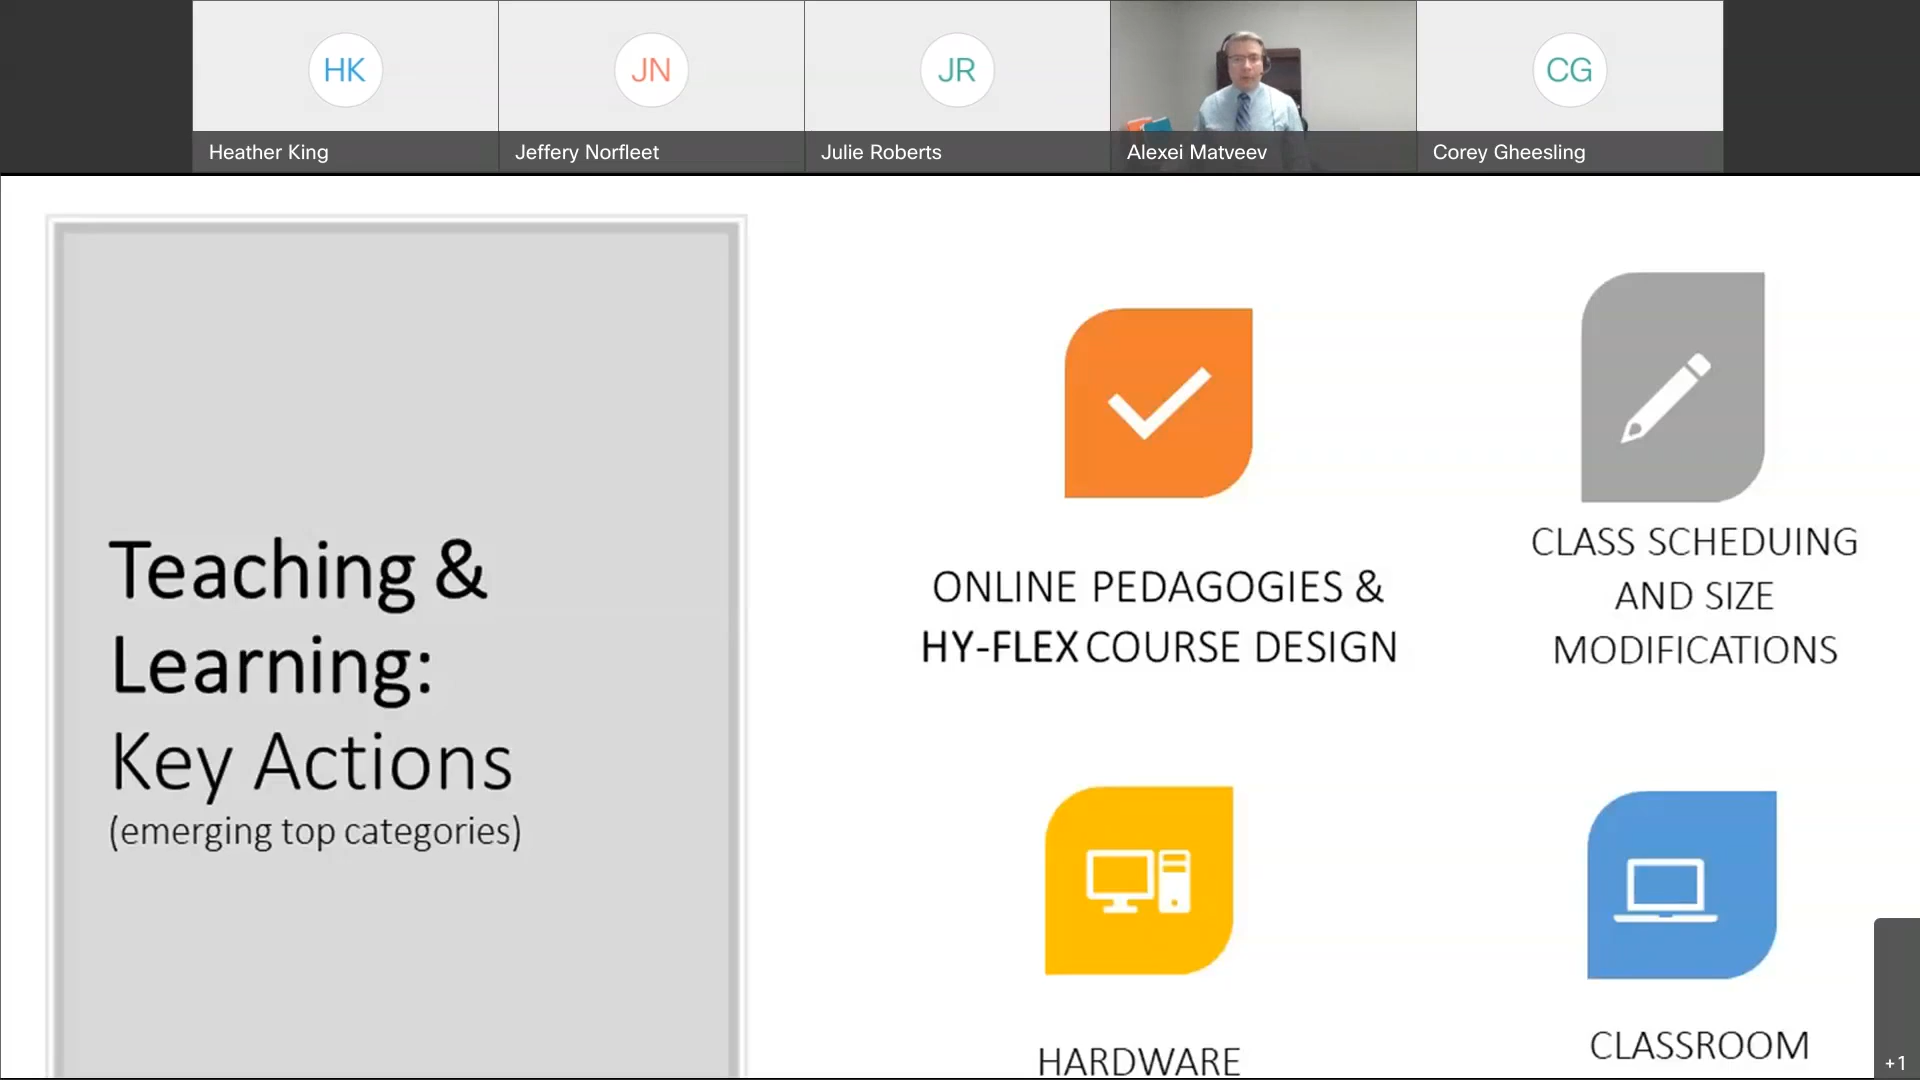 HK
JN
JR
CG
Heather King
Jeffery Norfleet
Julie Roberts
Alexei Matveev
Corey Gheesling
Teaching &
Learning:
Key Actions
(emerging top categories)
ONLINE PEDAGOGIES &
HY-FLEX COURSE DESIGN
CLASS SCHEDUING
AND SIZE
MODIFICATIONS
HARDWARE
CLASSROOM
+1